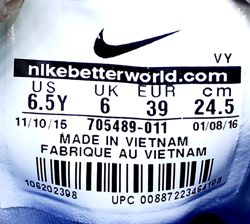 VY
nikebetterworld.com
US UK EUR cm
6.5Y 6 39 24.5
11/10/15 705489-011 01/08/16
MADE IN VIETNAM
FABRIQUE AU VIETNAM
106202398
UPC